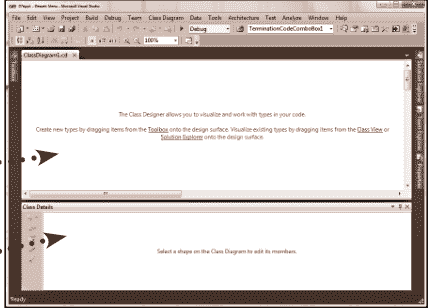 Microsoft Visual Studio
File Edit View Project Build Debug Team Class Diagram Data Tools Architecture Test Analyze Window Help
Debug TerminationCodeComboBox1
100%
ClassDiagram1.cd
The Class Designer allows you to visualize and work with types in your code.
Create new types by dragging items from the Toolbox onto the design surface. Visualize existing types by dragging items from the Class View or
Solution Explorer onto the design surface.
Class Details
Select a shape on the Class Diagram to edit its members.
Ready